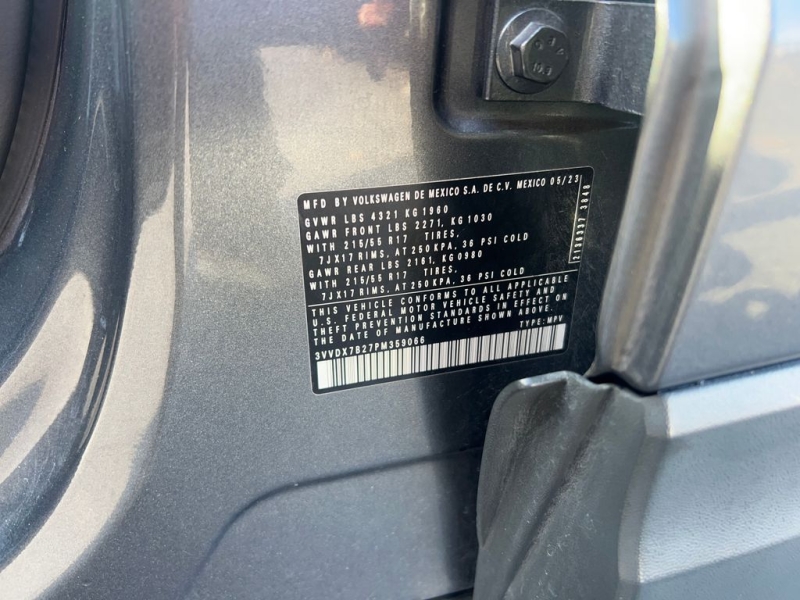 MFD BY VOLKSWAGEN DE MEXICO S.A. DE C.V. MEXICO 05/23
GVWR LBS 4321 KG 1960
GAWR FRONT LBS 2271, KG 1030
WITH 215/55 R17 TIRES.
7JX17 RIMS, AT 250 KPA, 36 PSI COLD
GAWR REAR LBS 2161, KG 0980
WITH 215/55 R17 TIRES.
7JX17 RIMS, AT 250 KPA, 36 PSI COLD
THIS VEHICLE CONFORMS TO ALL APPLICABLE
U.S. FEDERAL MOTOR VEHICLE SAFETY AND
THEFT PREVENTION STANDARDS IN EFFECT ON
THE DATE OF MANUFACTURE SHOWN ABOVE.
3VVDX7B27PM359066 TYPE: MPV
2136337 3848
10.9